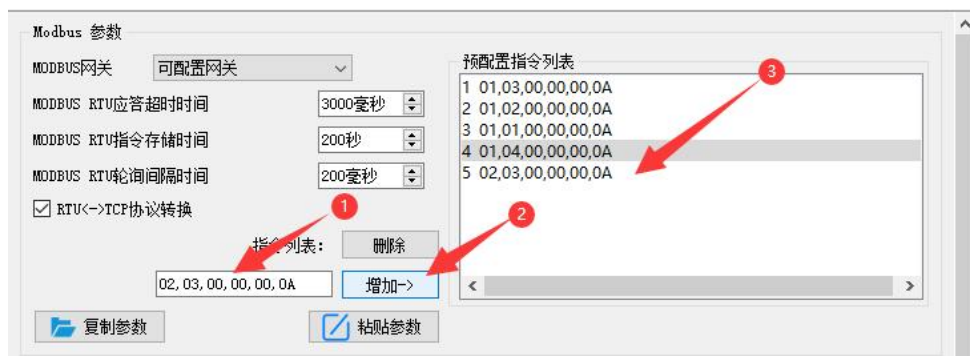 Modbus 参数
MODBUS网关 可配置网关
MODBUS RTU应答超时时间 3000毫秒
MODBUS RTU指令存储时间 200秒
MODBUS RTU轮询间隔时间 200毫秒
RTU<->TCP协议转换
1
2
指令列表： 删除
02,03,00,00,00,0A 增加->
复制参数 粘贴参数
预配置指令列表
3
1 01,03,00,00,00,0A
2 01,02,00,00,00,0A
3 01,01,00,00,00,0A
4 01,04,00,00,00,0A
5 02,03,00,00,00,0A